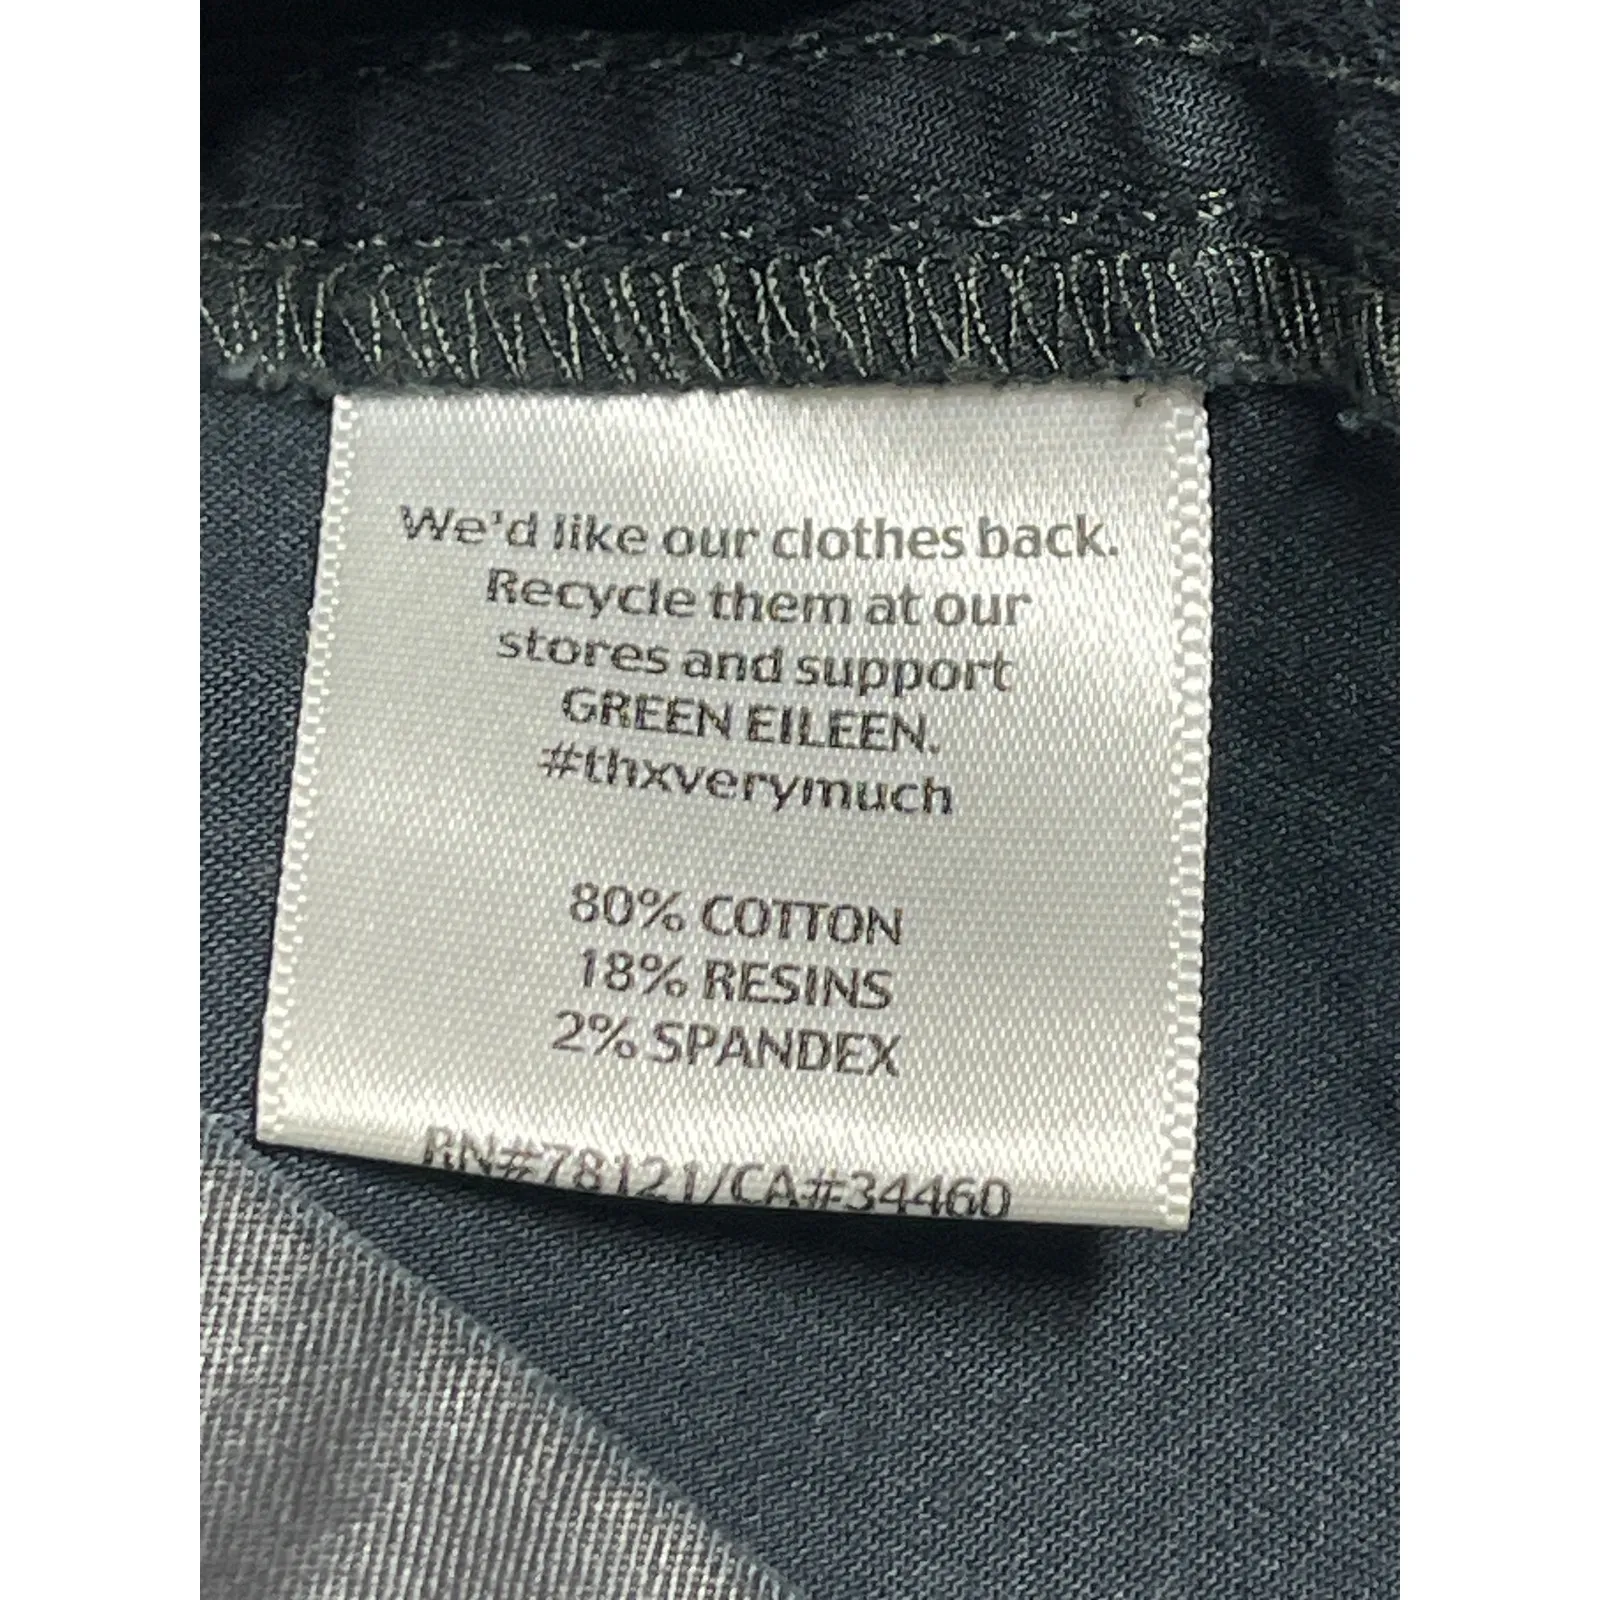 We'd like our clothes back.
Recycle them at our
stores and support
GREEN EILEEN.
#thxverymuch
80% COTTON
18% RESINS
2% SPANDEX
RN#78121/CA#34460